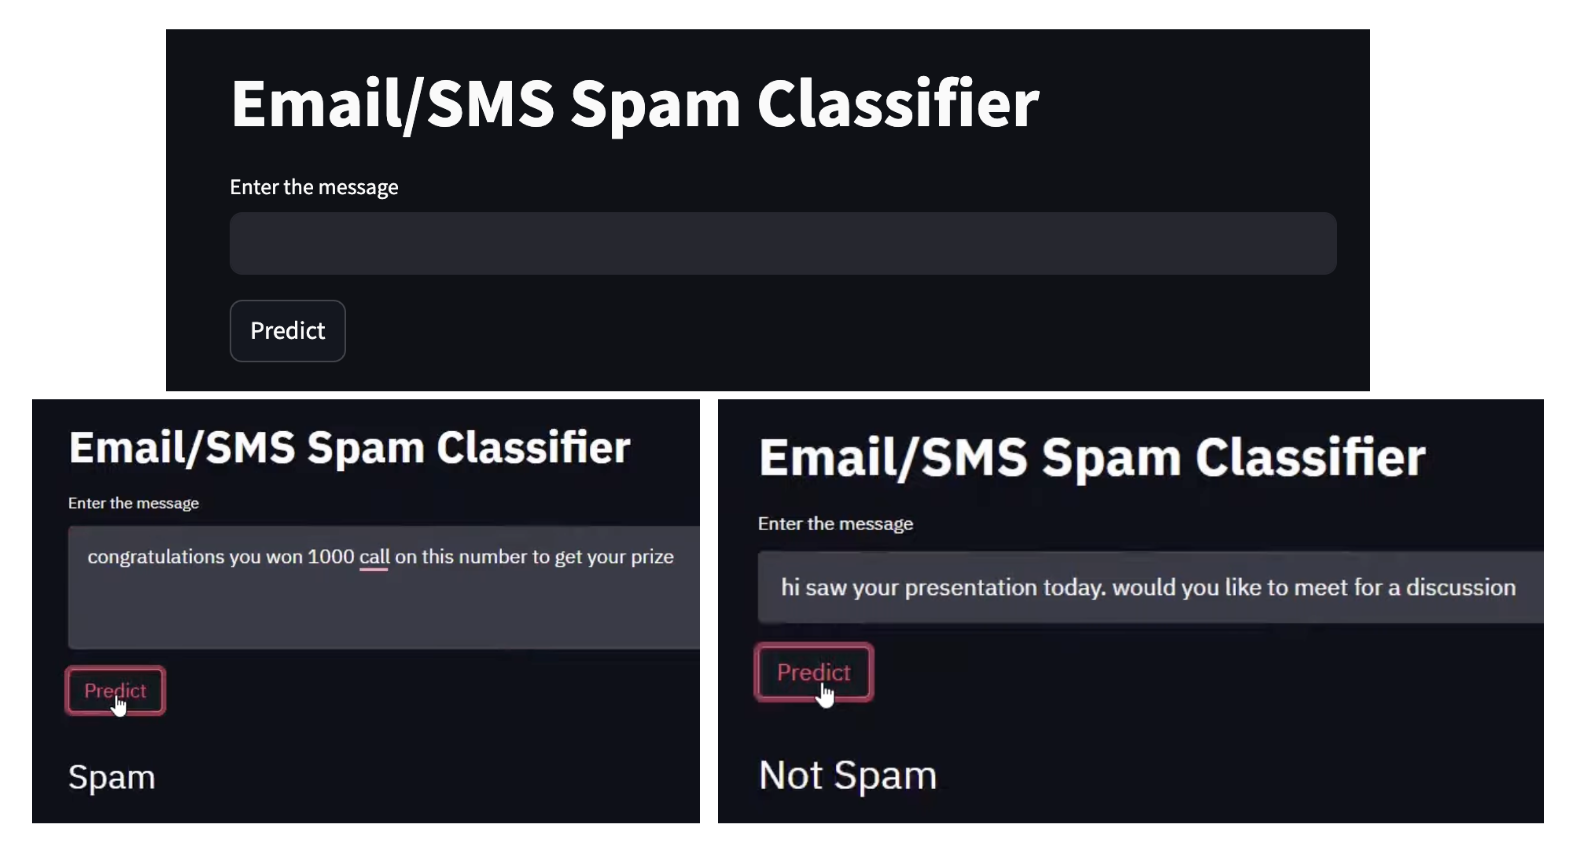 Email/SMS Spam Classifier
Enter the message
Predict
Email/SMS Spam Classifier
Enter the message
congratulations you won 1000 call on this number to get your prize
Predict
Spam
Email/SMS Spam Classifier
Enter the message
hi saw your presentation today. would you like to meet for a discussion
Predict
Not Spam